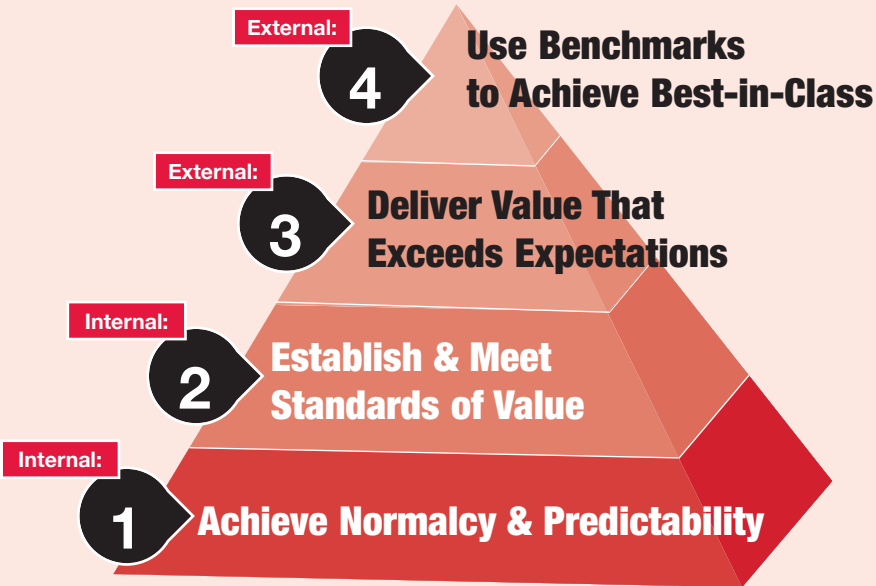 External:
4
Use Benchmarks
to Achieve Best-in-Class
External:
3
Deliver Value That
Exceeds Expectations
Internal:
2
Establish & Meet
Standards of Value
Internal:
1
Achieve Normalcy & Predictability